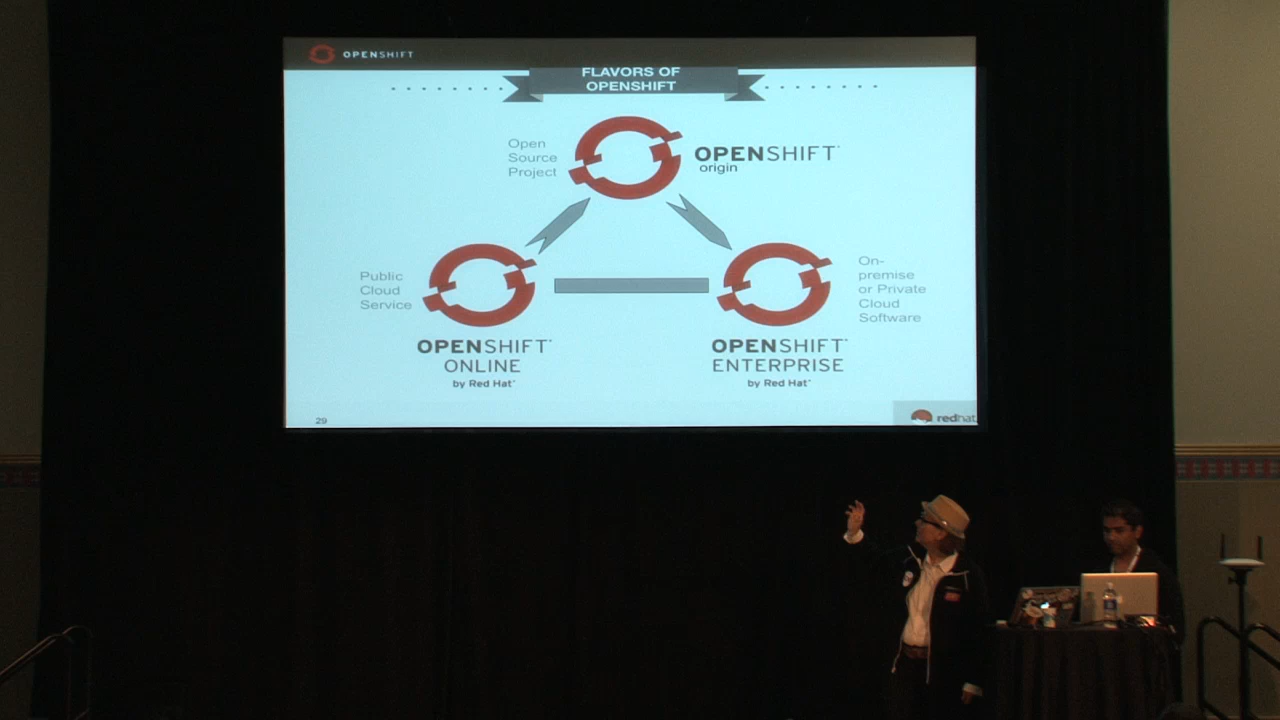 OPENSHIFT
FLAVORS OF
OPENSHIFT
Open
Source
Project
OPENSHIFT
origin
Public
Cloud
Service
On-
premise
or Private
Cloud
Software
OPENSHIFT
ONLINE
by Red Hat
OPENSHIFT
ENTERPRISE
by Red Hat
29
redhat